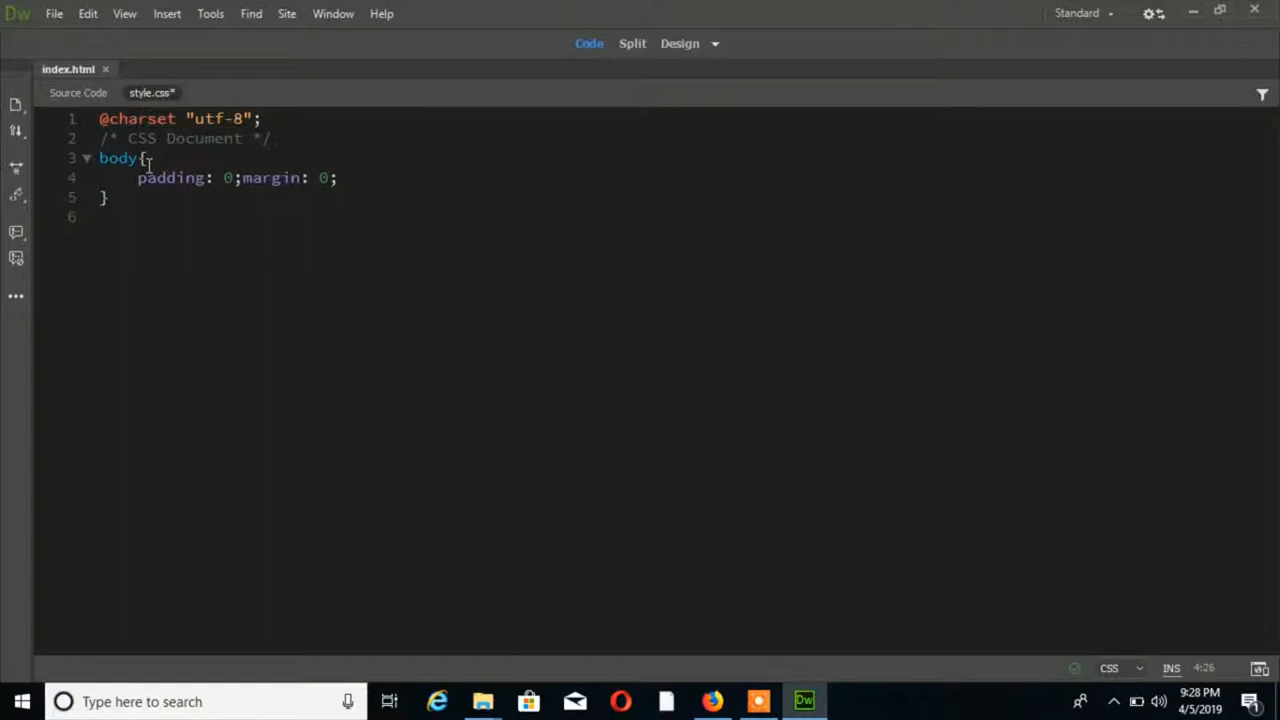 Dw File Edit View Insert Tools Find Site Window Help Standard
Code Split Design
index.html
Source Code style.css*
1 @charset "utf-8";
2 /* CSS Document */
3 body{
4 padding: 0;margin: 0;
5 }
6
CSS INS 4:26
Type here to search
Dw
9:28 PM
4/5/2019
1